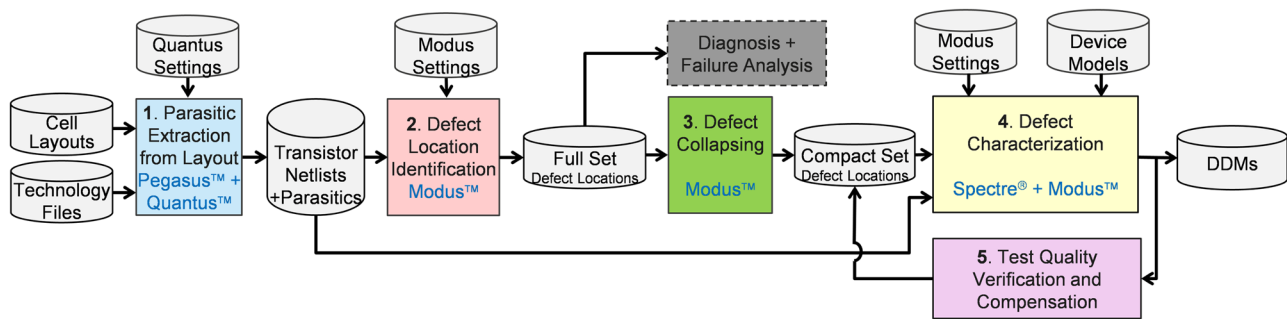 Quantus
Settings
Modus
Settings
Diagnosis +
Failure Analysis
Modus
Settings
Device
Models
Cell
Layouts
Technology
Files
1. Parasitic
Extraction
from Layout
Pegasus™ +
Quantus™
Transistor
Netlists
+Parasitics
2. Defect
Location
Identification
Modus™
Full Set
Defect Locations
3. Defect
Collapsing
Modus™
Compact Set
Defect Locations
4. Defect
Characterization
Spectre® + Modus™
DDMs
5. Test Quality
Verification and
Compensation